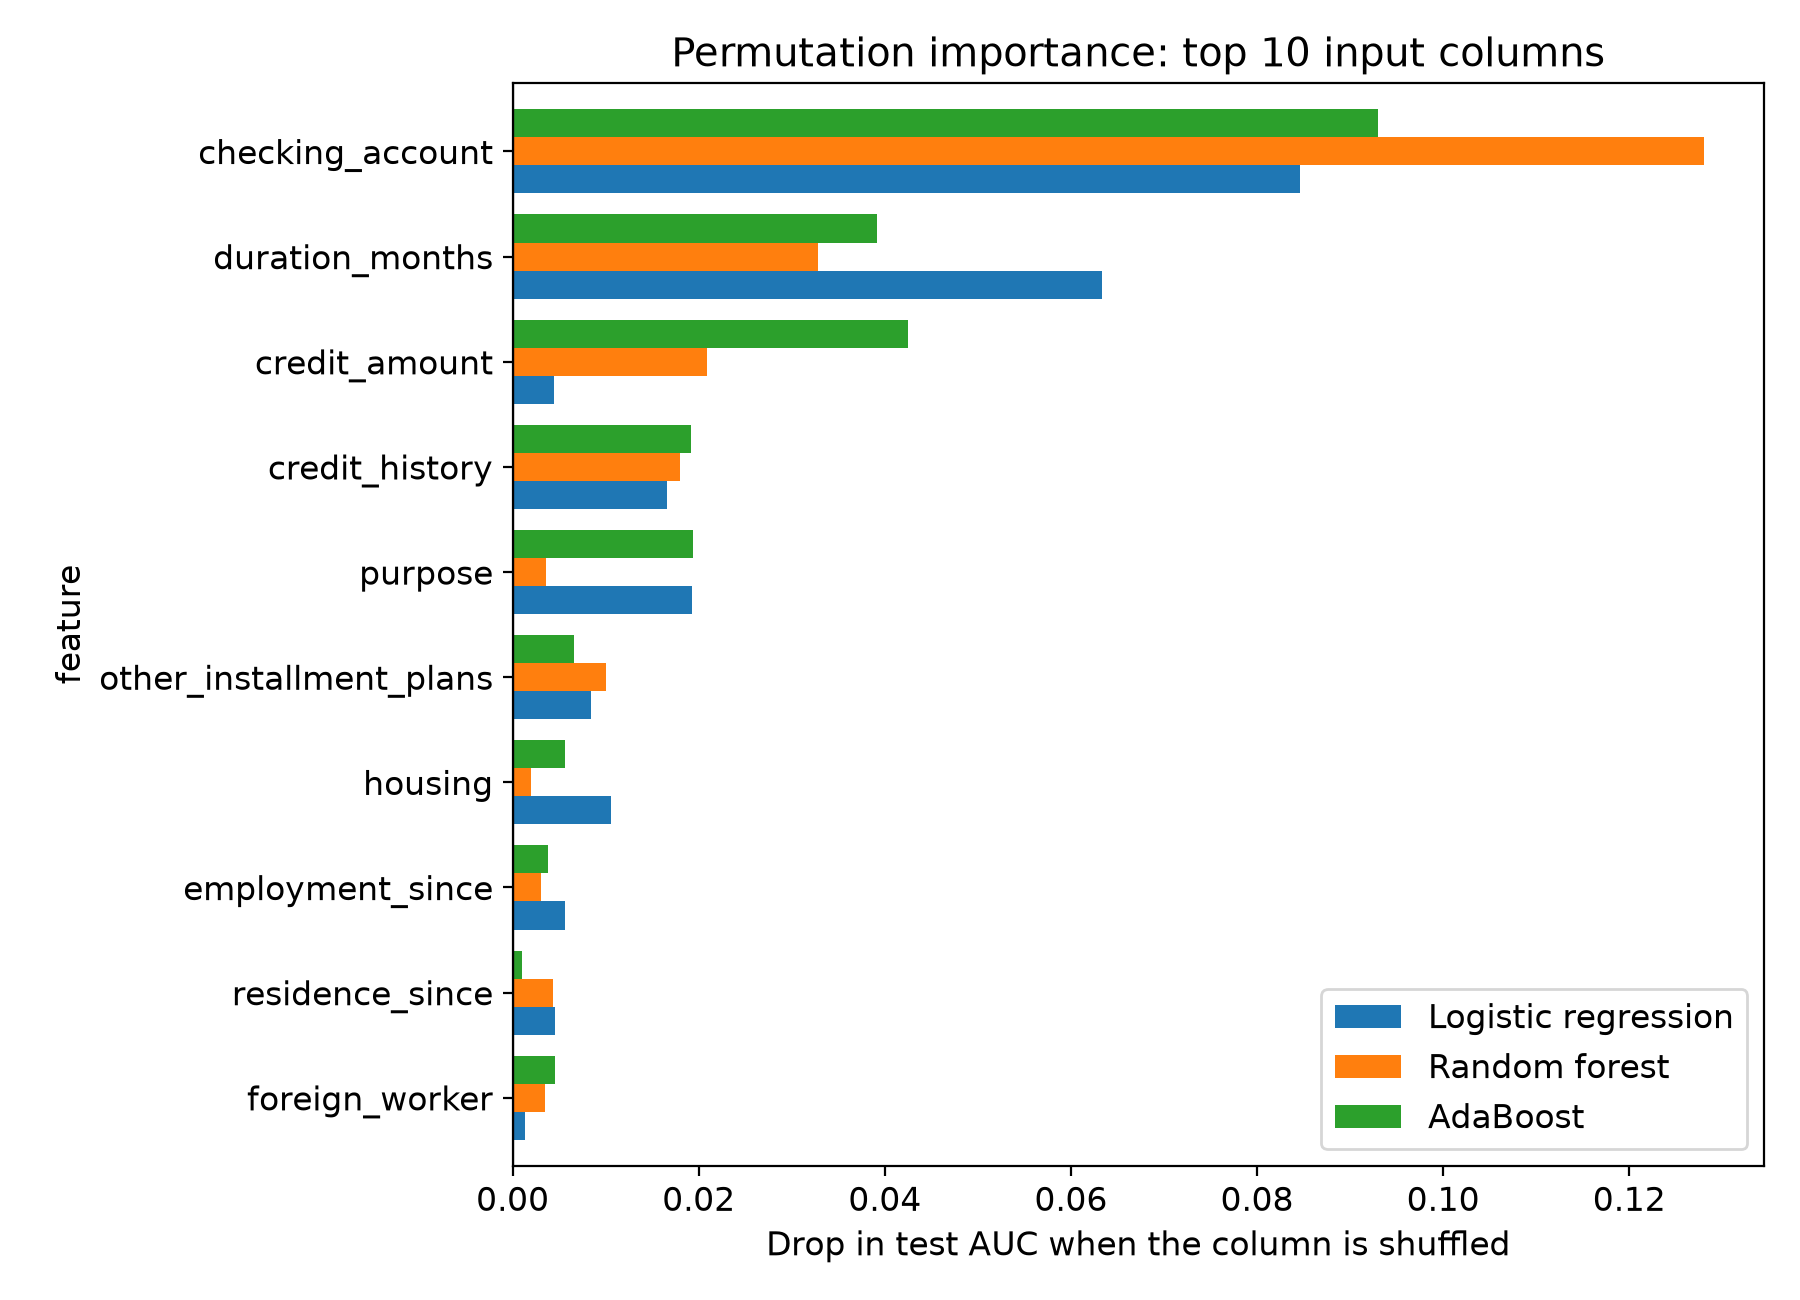 Permutation importance: top 10 input columns
checking_account
duration_months
credit_amount
credit_history
purpose
feature
other_installment_plans
housing
employment_since
residence_since
foreign_worker
Logistic regression
Random forest
AdaBoost
0.00 0.02 0.04 0.06 0.08 0.10 0.12
Drop in test AUC when the column is shuffled